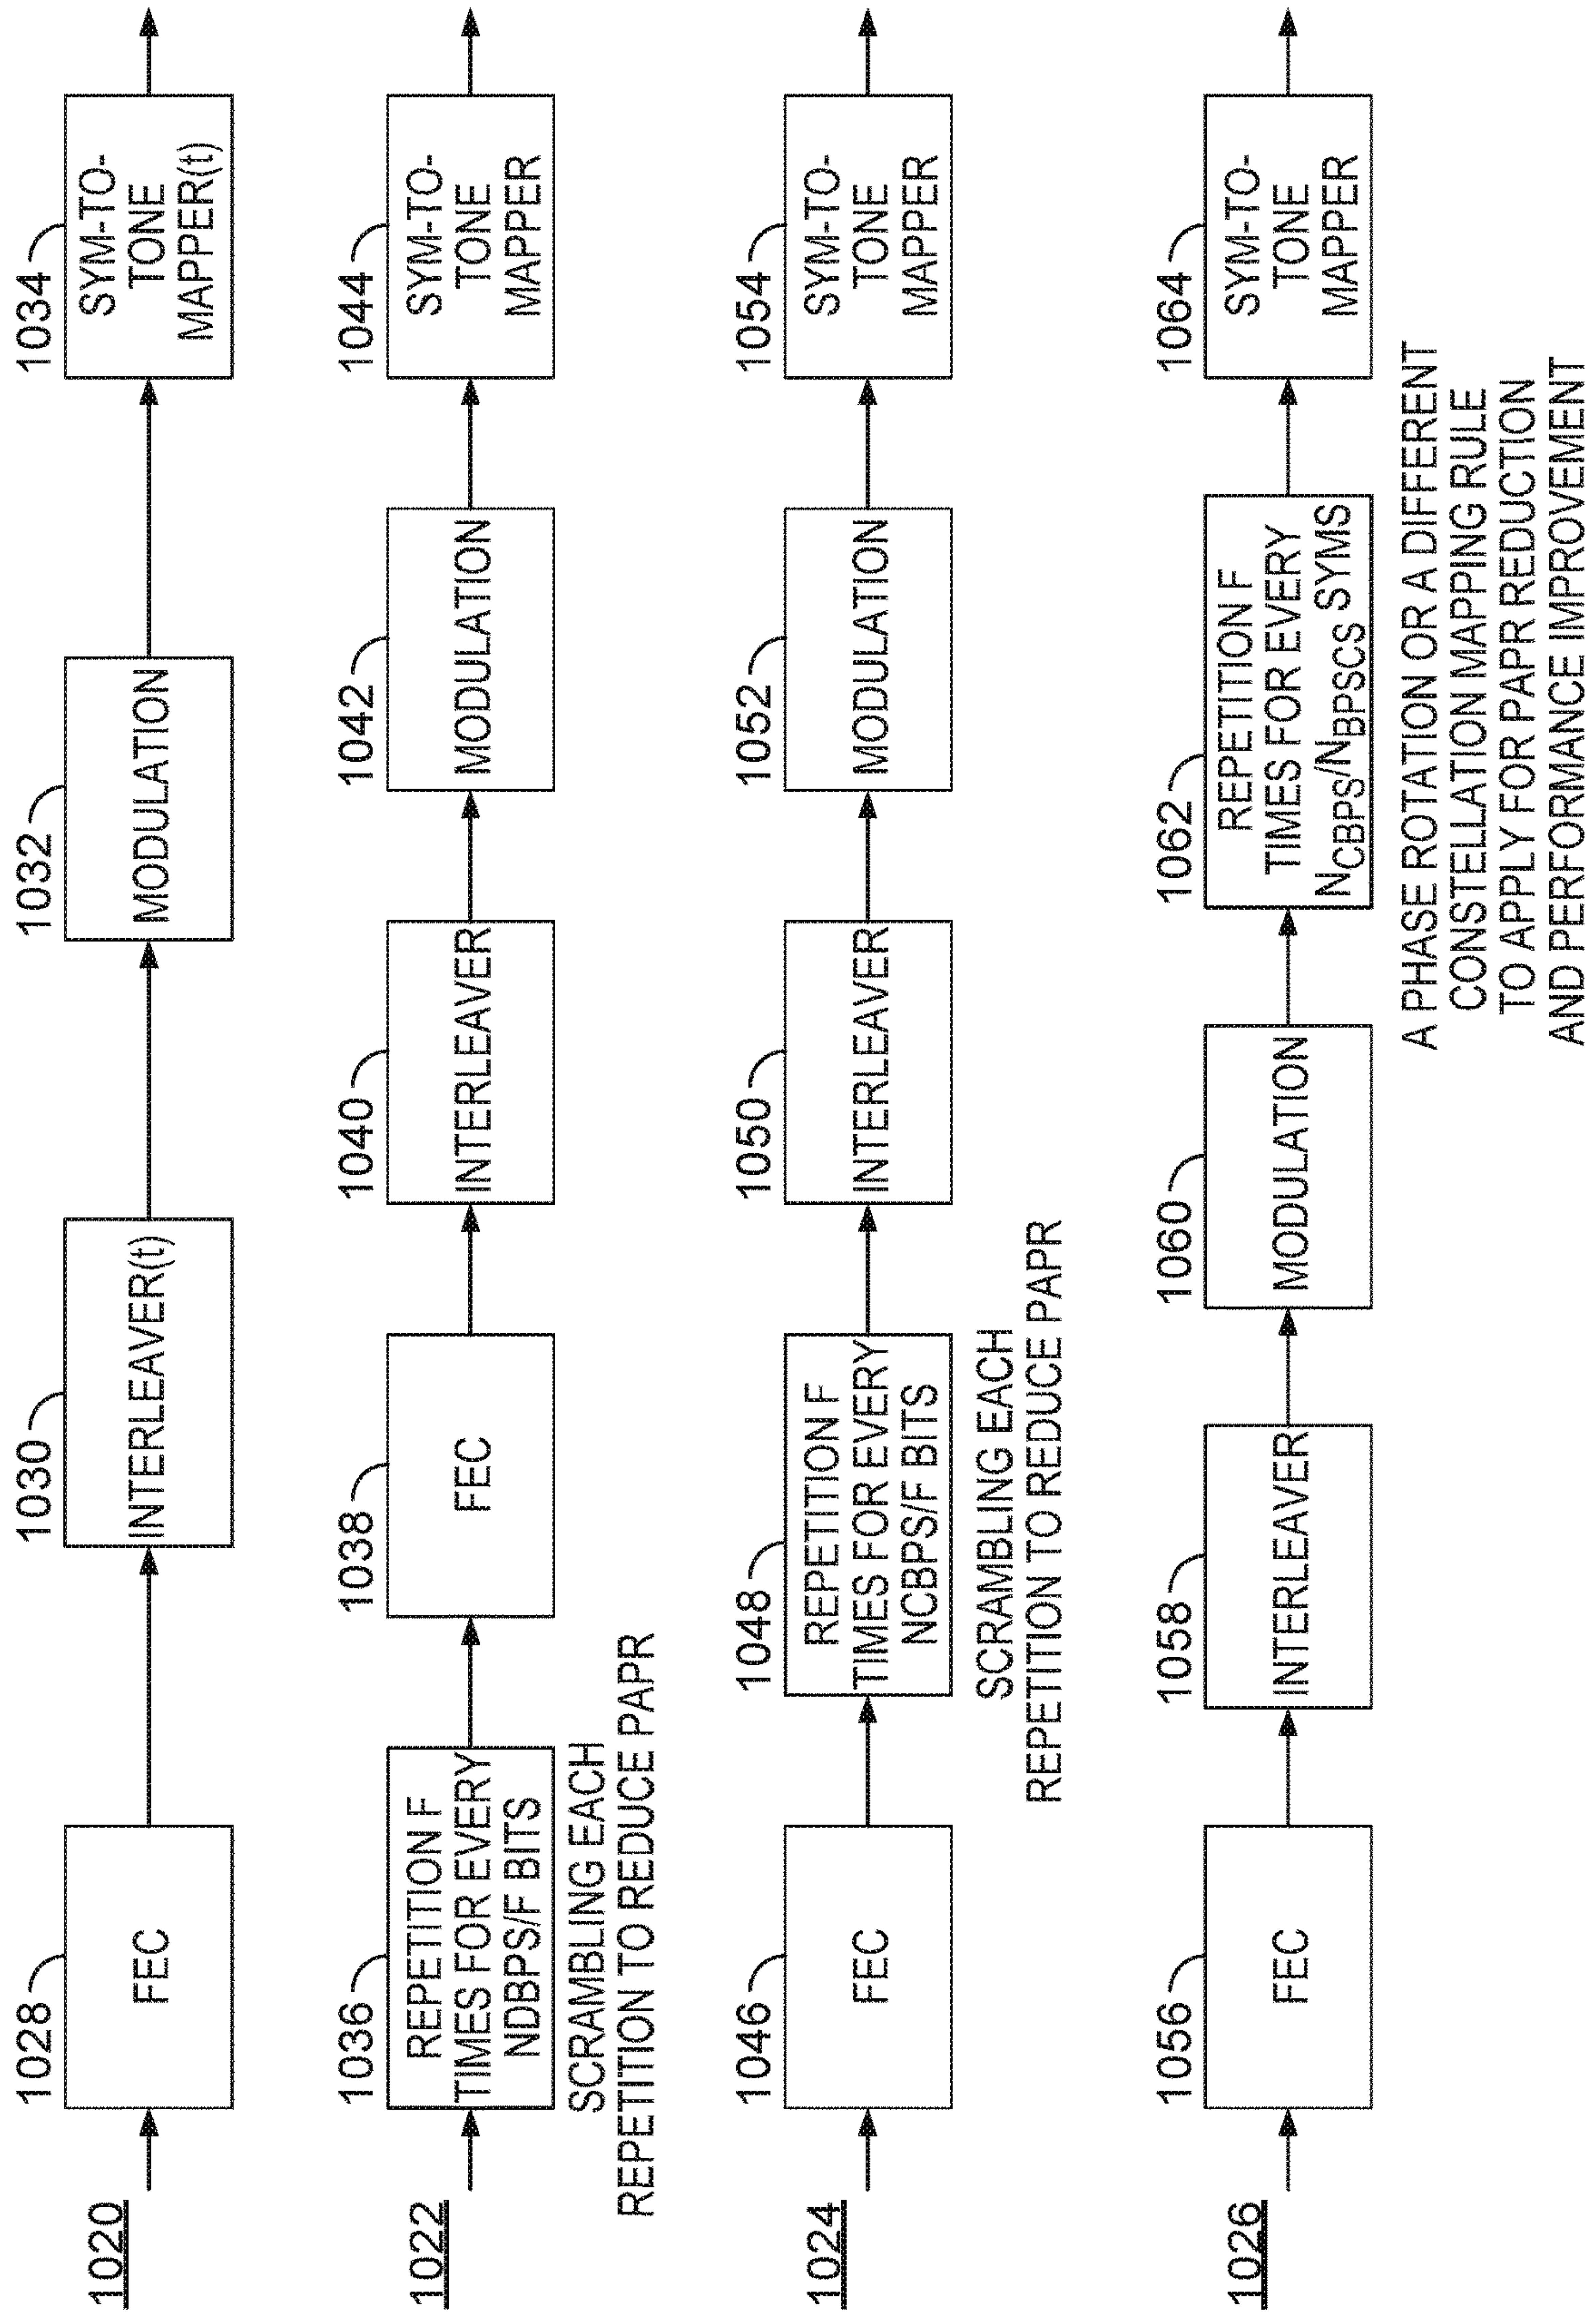 1020
1028
FEC
1030
INTERLEAVER(t)
1032
MODULATION
1034
SYM-TO-
TONE
MAPPER(t)
1022
1036
REPETITION F
TIMES FOR EVERY
NDBPS/F BITS
SCRAMBLING EACH
REPETITION TO REDUCE PAPR
1038
FEC
1040
INTERLEAVER
1042
MODULATION
1044
SYM-TO-
TONE
MAPPER
1024
1046
FEC
1048
REPETITION F
TIMES FOR EVERY
NCBPS/F BITS
SCRAMBLING EACH
REPETITION TO REDUCE PAPR
1050
INTERLEAVER
1052
MODULATION
1054
SYM-TO-
TONE
MAPPER
1026
1056
FEC
1058
INTERLEAVER
1060
MODULATION
1062
REPETITION F
TIMES FOR EVERY
NCBPS/NBPSCS SYMS
A PHASE ROTATION OR A DIFFERENT
CONSTELLATION MAPPING RULE
TO APPLY FOR PAPR REDUCTION
AND PERFORMANCE IMPROVEMENT
1064
SYM-TO-
TONE
MAPPER